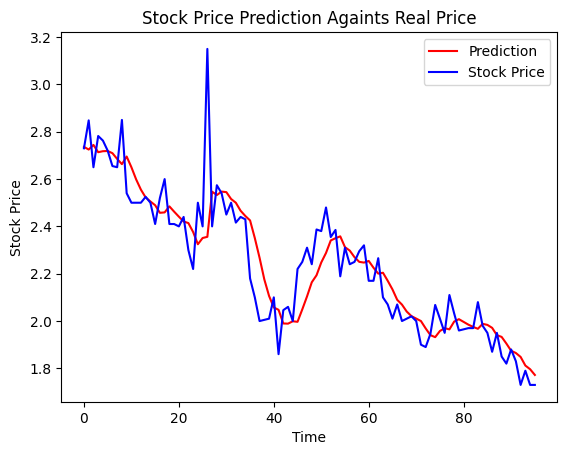 Stock Price Prediction Againts Real Price
3.2
3.0
2.8
2.6
2.4
2.2
2.0
1.8
Stock Price
Prediction
Stock Price
0 20 40 60 80
Time